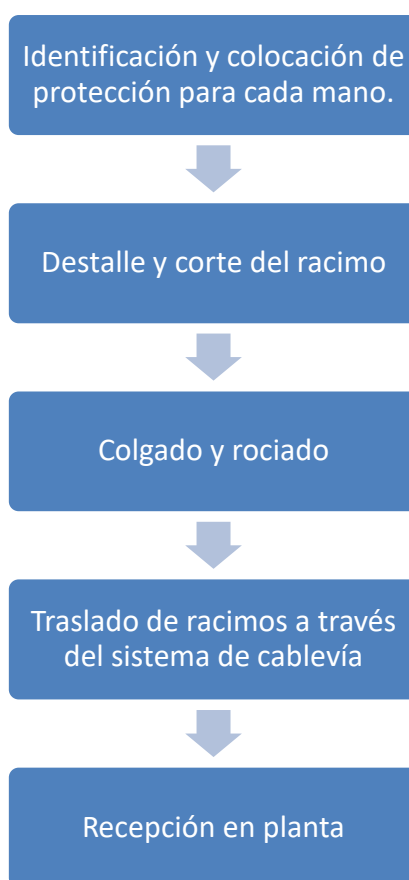 Identificación y colocación de
protección para cada mano.
Destalle y corte del racimo
Colgado y rociado
Traslado de racimos a través
del sistema de cablevía
Recepción en planta